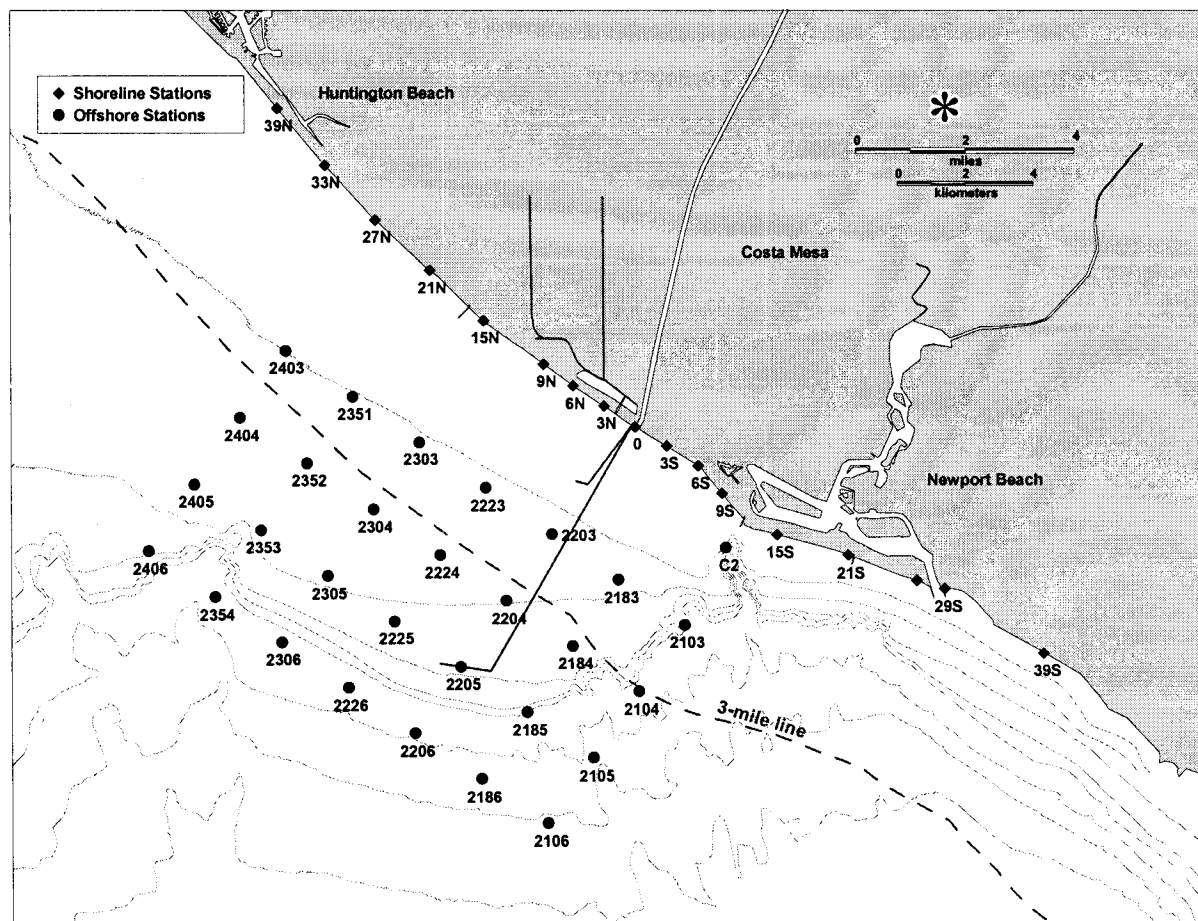 Shoreline Stations
Offshore Stations
Huntington Beach
39N
33N
27N
21N
15N
9N
6N
3N
0
3S
6S
9S
15S
21S
29S
39S
0 2 4
miles
0 2 4
kilometers
Costa Mesa
Newport Beach
2403
2351
2404
2303
2352
2223
2405
2304
2203
2353
2224
C2
2406
2305
2183
2354
2204
2225
2103
2306
2184
2205
2104
2226
2185
3-mile line
2206
2105
2186
2106